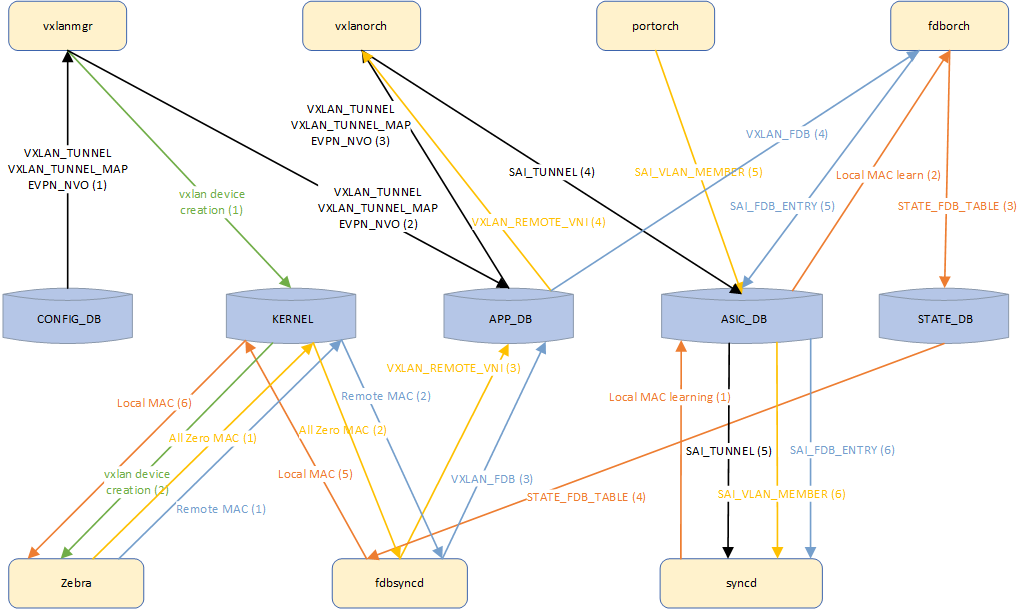 vxlanmgr
vxlanorch
portorch
fdborch
VXLAN_TUNNEL
VXLAN_TUNNEL_MAP
EVPN_NVO (3)
VXLAN_FDB (4)
VXLAN_TUNNEL
VXLAN_TUNNEL_MAP
EVPN_NVO (1)
SAI_TUNNEL (4)
SAI_VLAN_MEMBER (5)
Local MAC learn (2)
vxlan device
creation (1)
VXLAN_TUNNEL
VXLAN_TUNNEL_MAP
EVPN_NVO (2)
VXLAN_REMOTE_VNI (4)
SAI_FDB_ENTRY (5)
STATE_FDB_TABLE (3)
CONFIG_DB
KERNEL
APP_DB
ASIC_DB
STATE_DB
VXLAN_REMOTE_VNI (3)
Local MAC (6)
Remote MAC (2)
Local MAC learning (1)
All Zero MAC (1)
All Zero MAC (2)
SAI_TUNNEL (5)
SAI_FDB_ENTRY (6)
vxlan device
creation (2)
Local MAC (5)
VXLAN_FDB (3)
Remote MAC (1)
STATE_FDB_TABLE (4)
SAI_VLAN_MEMBER (6)
Zebra
fdbsyncd
syncd